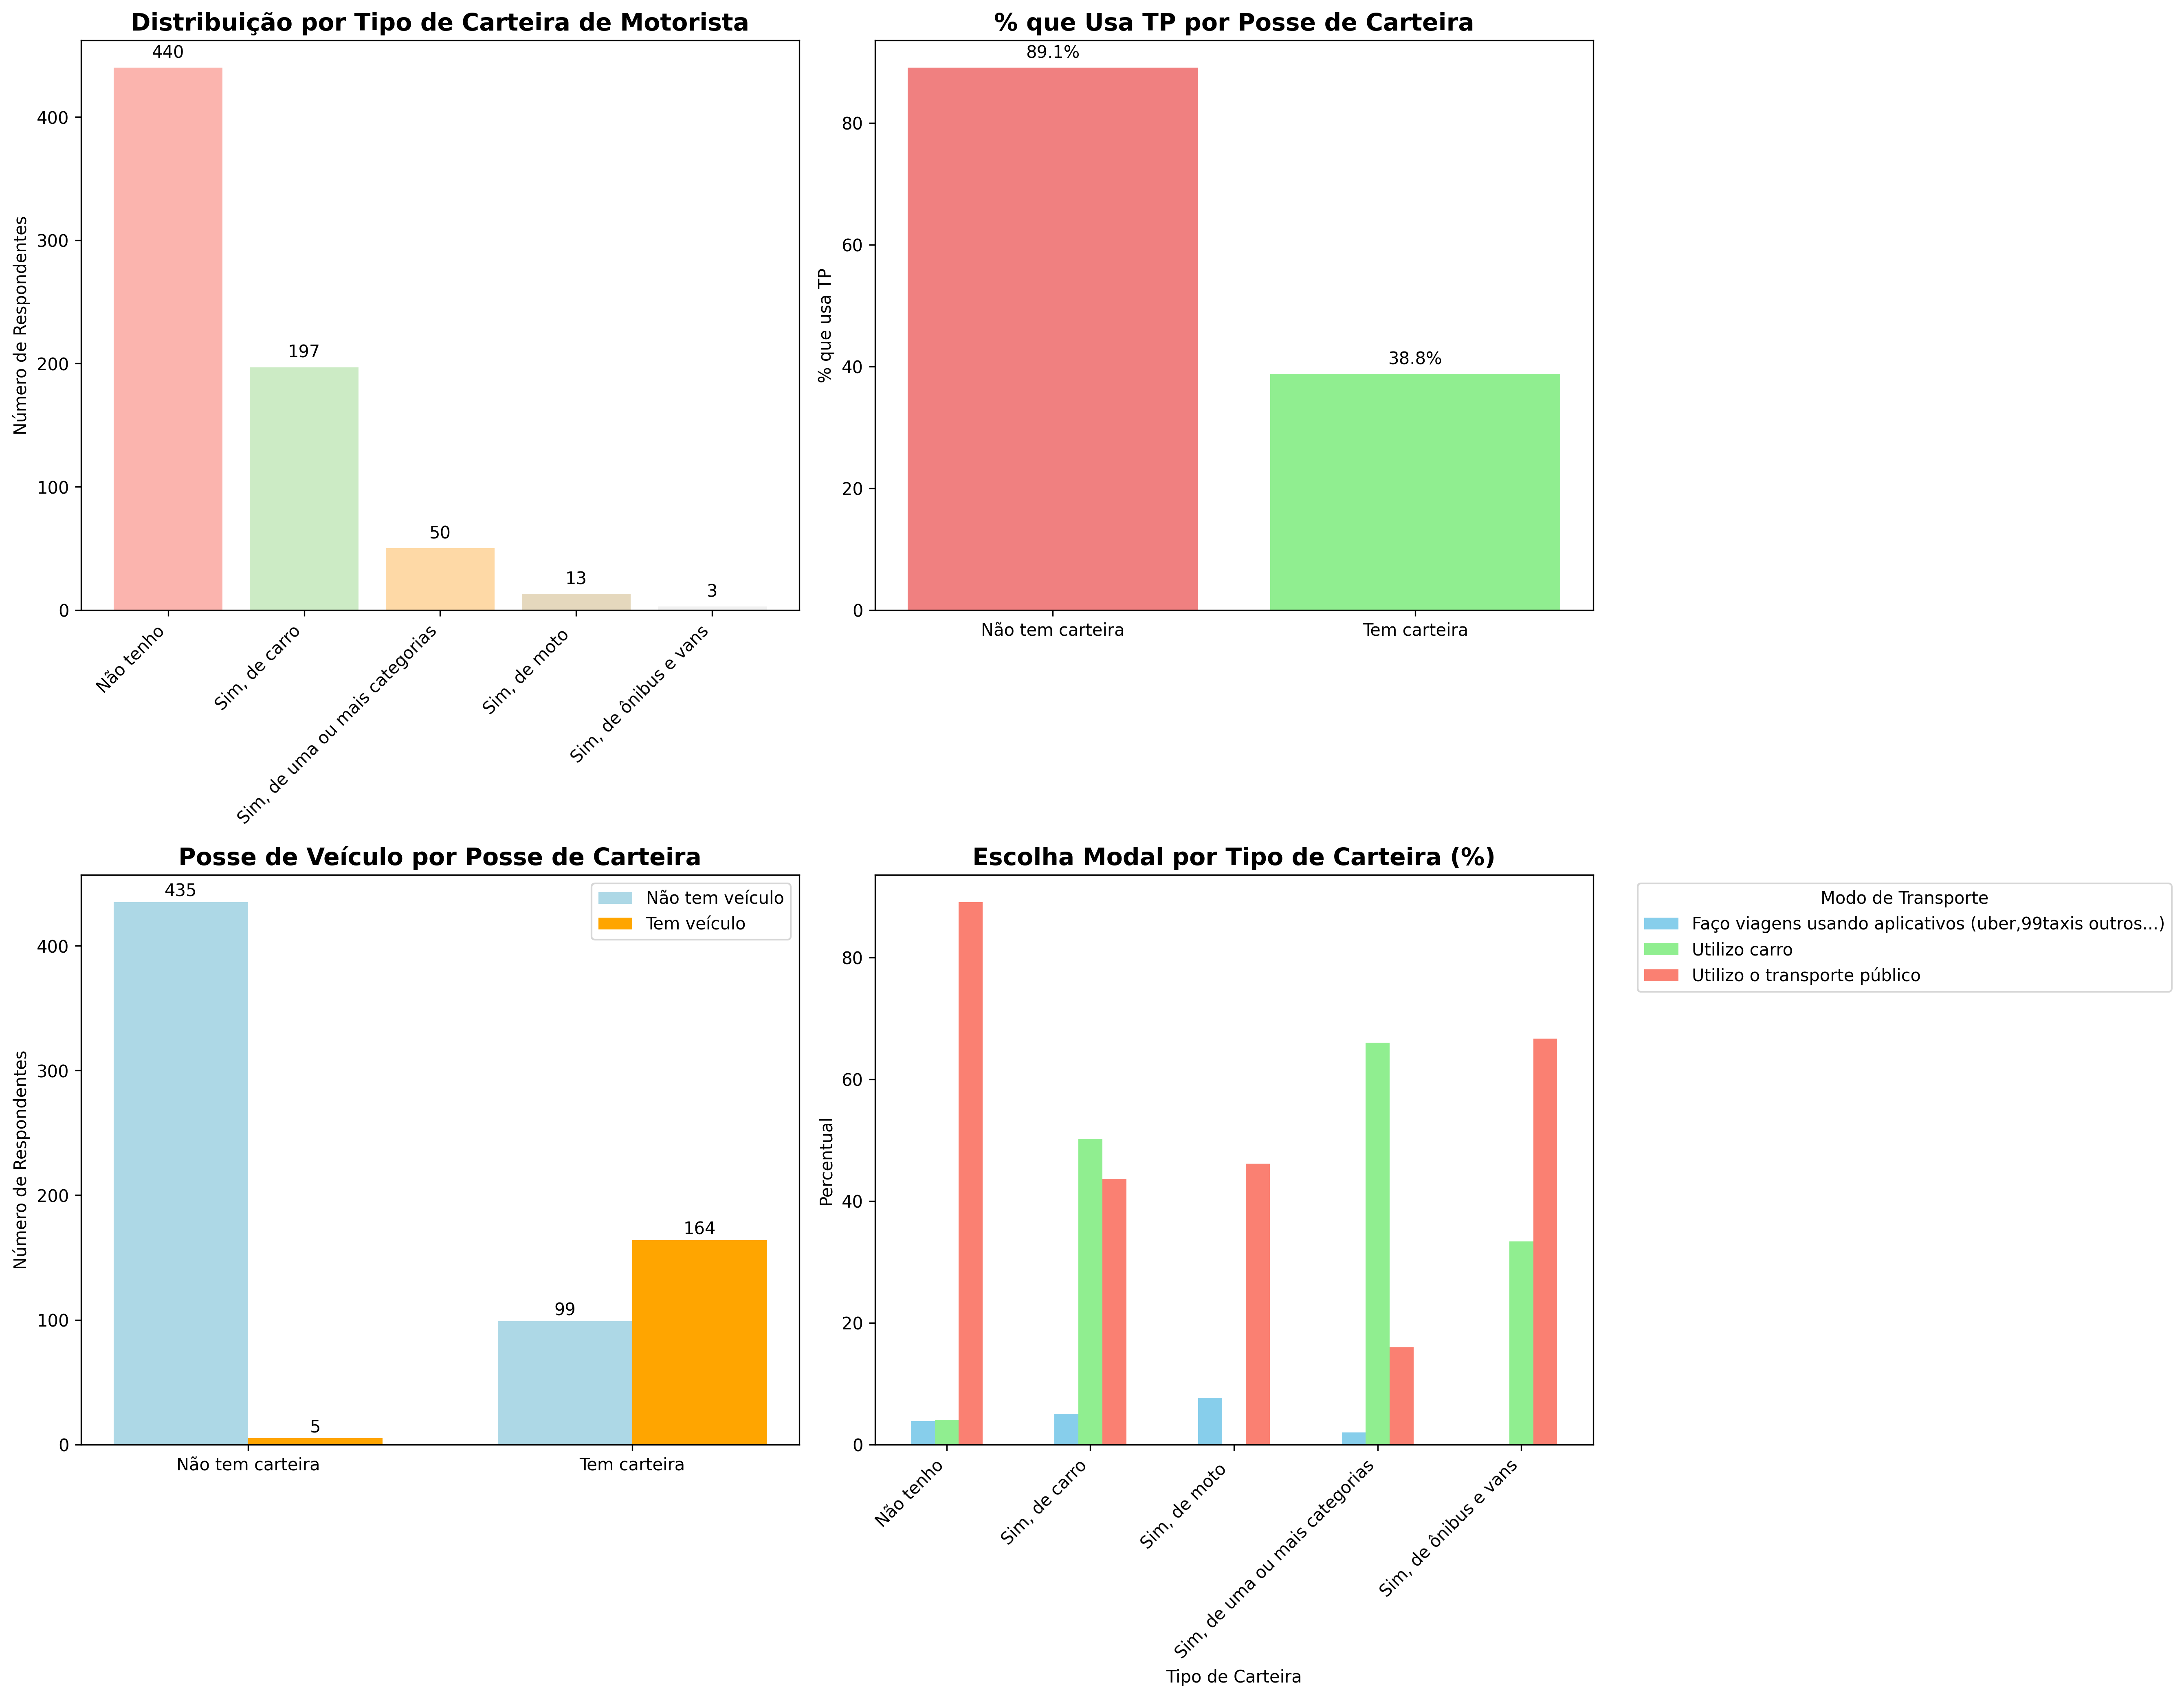 Distribuição por Tipo de Carteira de Motorista
440
197
50
13
3
400
300
200
100
0
Número de Respondentes
Não tenho
Sim, de carro
Sim, de uma ou mais categorias
Sim, de moto
Sim, de ônibus e vans
% que Usa TP por Posse de Carteira
89.1%
38.8%
80
60
40
20
0
% que usa TP
Não tem carteira
Tem carteira
Posse de Veículo por Posse de Carteira
435
5
99
164
Não tem veículo
Tem veículo
400
300
200
100
0
Número de Respondentes
Não tem carteira
Tem carteira
Escolha Modal por Tipo de Carteira (%)
80
60
40
20
0
Percentual
Não tenho
Sim, de carro
Sim, de moto
Sim, de uma ou mais categorias
Sim, de ônibus e vans
Tipo de Carteira
Modo de Transporte
Faço viagens usando aplicativos (uber,99taxis outros...)
Utilizo carro
Utilizo o transporte público